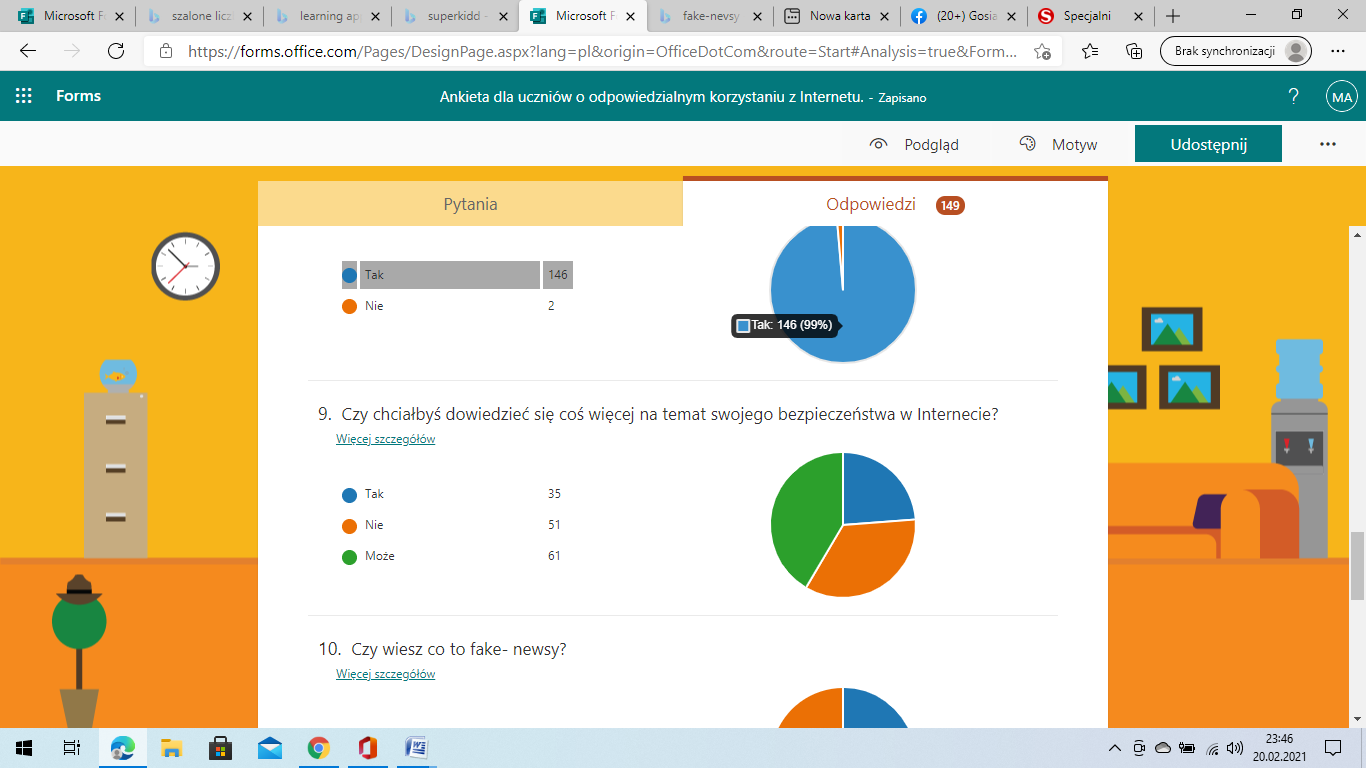 Microsoft Fo
szalone licz
learning app
superkidd -
Microsoft Fo
fake-nevsy
Nowa karta
(20+) Gosia
Specjalni
https://forms.office.com/Pages/DesignPage.aspx?lang=pl&origin=OfficeDotCom&route=Start#Analysis=true&Form...
Brak synchronizacji
Forms
Ankieta dla uczniów o odpowiedzialnym korzystaniu z Internetu. - Zapisano
?
MA
Podgląd
Motyw
Udostępnij
Pytania
Odpowiedzi 149
Tak 146
Nie 2
Tak: 146 (99%)
9. Czy chciałbyś dowiedzieć się coś więcej na temat swojego bezpieczeństwa w Internecie?
Więcej szczegółów
Tak 35
Nie 51
Może 61
10. Czy wiesz co to fake- newsy?
Więcej szczegółów
23:46
20.02.2021